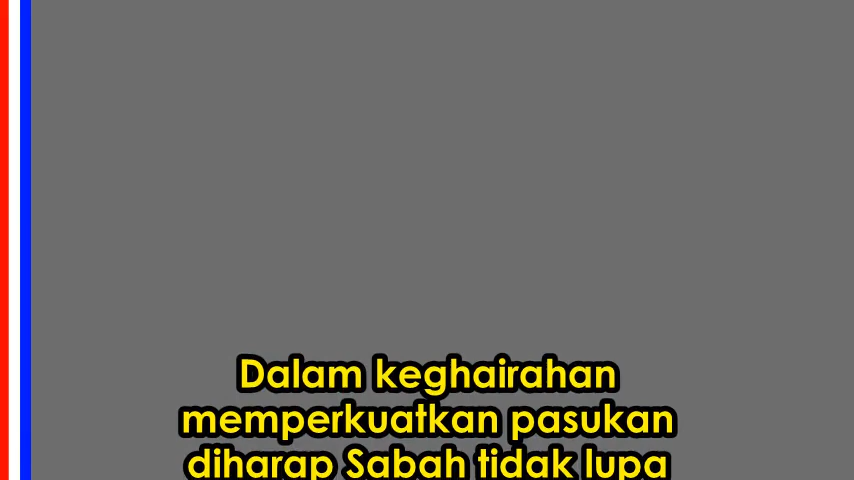 Dalam keghairahan
memperkuatkan pasukan
diharap Sabah tidak lupa